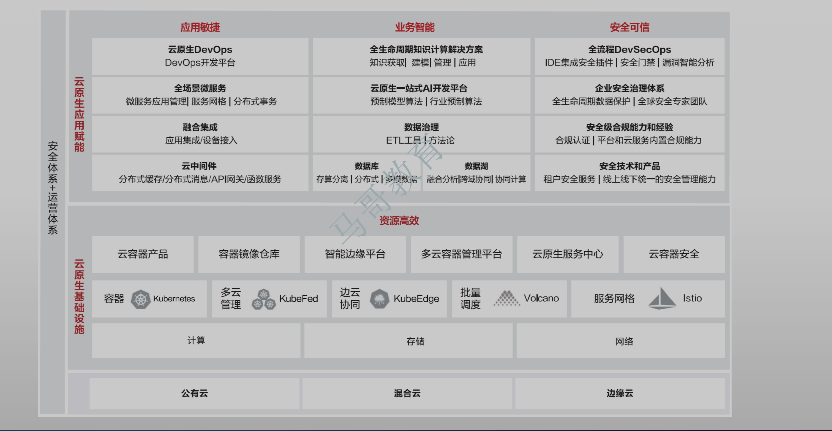 安全体系+运营体系
云原生应用赋能
应用敏捷
业务智能
安全可信
云原生DevOps
DevOps开发平台
全生命周期知识计算解决方案
知识获取| 建模| 管理 | 应用
全流程DevSecOps
IDE集成安全插件 | 安全门禁 | 漏洞智能分析
全场景微服务
微服务应用管理| 服务网格 | 分布式事务
云原生一站式AI开发平台
预制模型算法 | 行业预制算法
企业安全治理体系
全生命周期数据保护 | 全球安全专家团队
融合集成
应用集成/设备接入
数据治理
ETL工具 | 方法论
安全级合规能力和经验
合规认证 | 平台和云服务内置合规能力
云中间件
分布式缓存/分布式消息/API网关/函数服务
数据库
存算分离 | 分布式 | 多模数据
数据湖
融合分析|跨域协同| 协同计算
安全技术和产品
租户安全服务 | 线上线下统一的安全管理能力
马哥教育
云原生基础设施
资源高效
云容器产品
容器镜像仓库
智能边缘平台
多云容器管理平台
云原生服务中心
云容器安全
容器 Kubernetes
多云管理 KubeFed
边云协同 KubeEdge
批量调度 Volcano
服务网格 Istio
计算
存储
网络
公有云
混合云
边缘云